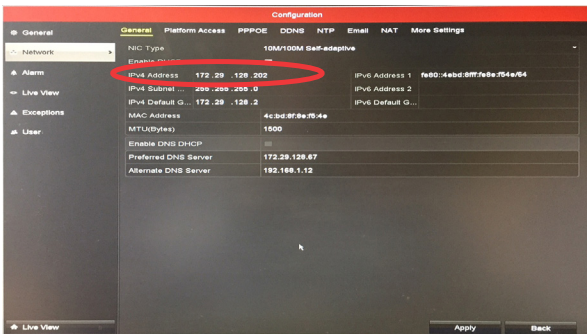 Configuration
General
Network >
Alarm
Live View
Exceptions
User
General Platform Access PPPOE DDNS NTP Email NAT More Settings
NIC Type 10M/100M Self-adaptive
Enable DHCP
IPv4 Address 172.29 .128.202 IPv6 Address 1 fe80::4ebd:8fff:fe8e:f54e/64
IPv4 Subnet ... 255.255.255.0 IPv6 Address 2
IPv4 Default G... 172.29 .128.2 IPv6 Default G...
MAC Address 4c:bd:8f:8e:f5:4e
MTU(Bytes) 1500
Enable DNS DHCP
Preferred DNS Server 172.29.128.67
Alternate DNS Server 192.168.1.12
Live View Apply Back